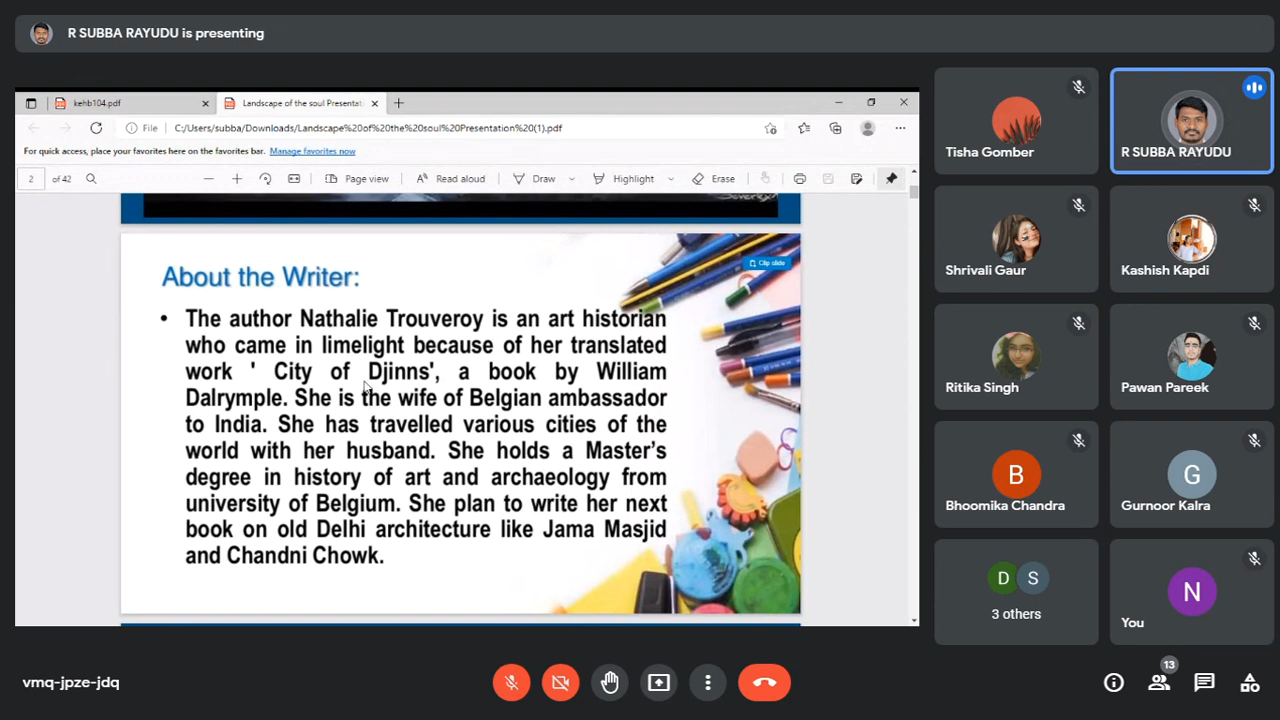 R SUBBA RAYUDU is presenting
kehb104.pdf
Landscape of the soul Presentat
File
C:/Users/subba/Downloads/Landscape%20of%20the%20soul%20Presentation%20(1).pdf
For quick access, place your favorites here on the favorites bar. Manage favorites now
2 of 42
Page view
Read aloud
Draw
Highlight
Erase
Clip slide
About the Writer:
• The author Nathalie Trouveroy is an art historian
who came in limelight because of her translated
work ' City of Djinns', a book by William
Dalrymple. She is the wife of Belgian ambassador
to India. She has travelled various cities of the
world with her husband. She holds a Master's
degree in history of art and archaeology from
university of Belgium. She plan to write her next
book on old Delhi architecture like Jama Masjid
and Chandni Chowk.
Tisha Gomber
R SUBBA RAYUDU
Shrivali Gaur
Kashish Kapdi
Ritika Singh
Pawan Pareek
B
Bhoomika Chandra
G
Gurnoor Kalra
D S
3 others
N
You
vmq-jpze-jdq
13